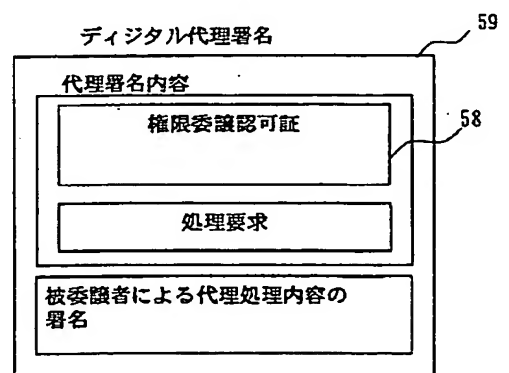 59
ディジタル代理署名
代理署名内容
権限委譲認可証
58
処理要求
被委譲者による代理処理内容の
署名